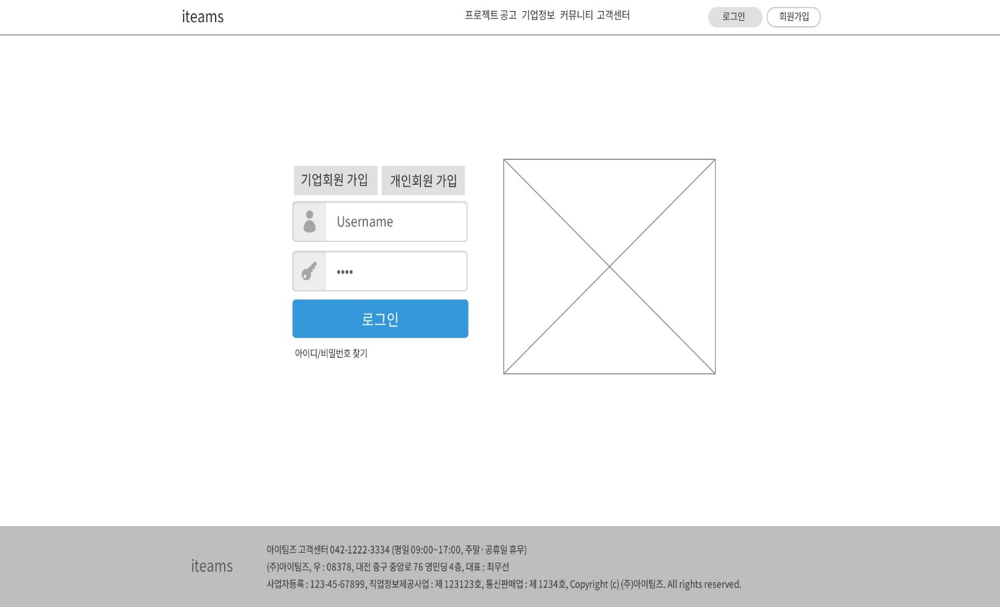 iteams
프로젝트 공고 기업정보 커뮤니티 고객센터
로그인
회원가입
기업회원 가입
개인회원 가입
Username
••••
로그인
아이디/비밀번호 찾기
iteams
아이팀즈 고객센터 042-1222-3334 (평일 09:00~17:00, 주말·공휴일 휴무)
(주)아이팀즈, 우 : 08378, 대전 중구 중앙로 76 영민딩 4층, 대표 : 최무선
사업자등록 : 123-45-67899, 직업정보제공사업 : 제 123123호, 통신판매업 : 제 1234호, Copyright (c) (주)아이팀즈. All rights reserved.